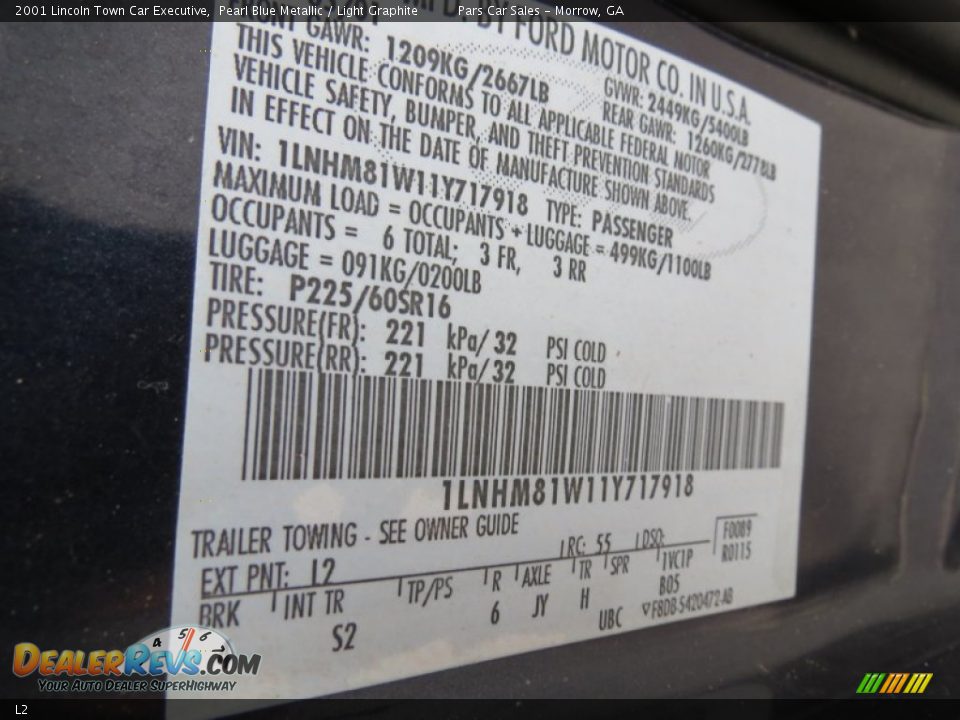 2001 Lincoln Town Car Executive, Pearl Blue Metallic / Light Graphite Pars Car Sales - Morrow, GA
BY FORD MOTOR CO. IN U.S.A.
GAWR: 1209KG/2667LB GVWR: 2449KG/5400LB
REAR GAWR: 1260KG/2778LB
THIS VEHICLE CONFORMS TO ALL APPLICABLE FEDERAL MOTOR
VEHICLE SAFETY, BUMPER, AND THEFT PREVENTION STANDARDS
IN EFFECT ON THE DATE OF MANUFACTURE SHOWN ABOVE.
VIN: 1LNHM81W11Y717918 TYPE: PASSENGER
MAXIMUM LOAD = OCCUPANTS + LUGGAGE = 499KG/1100LB
OCCUPANTS = 6 TOTAL; 3 FR, 3 RR
LUGGAGE = 091KG/0200LB
TIRE: P225/60SR16
PRESSURE(FR): 221 kPa/32 PSI COLD
PRESSURE(RR): 221 kPa/32 PSI COLD
1LNHM81W11Y717918
TRAILER TOWING - SEE OWNER GUIDE
EXT PNT: L2 RC: 55 DSO: F0089
R0115
BRK INT TR TP/PS R AXLE TR SPR 1VC1P
S2 6 JY H B05
UBC F8DB-5420472-AB
4 5 6 7
DEALERREVS.COM
Your Auto Dealer SuperHighway
L2